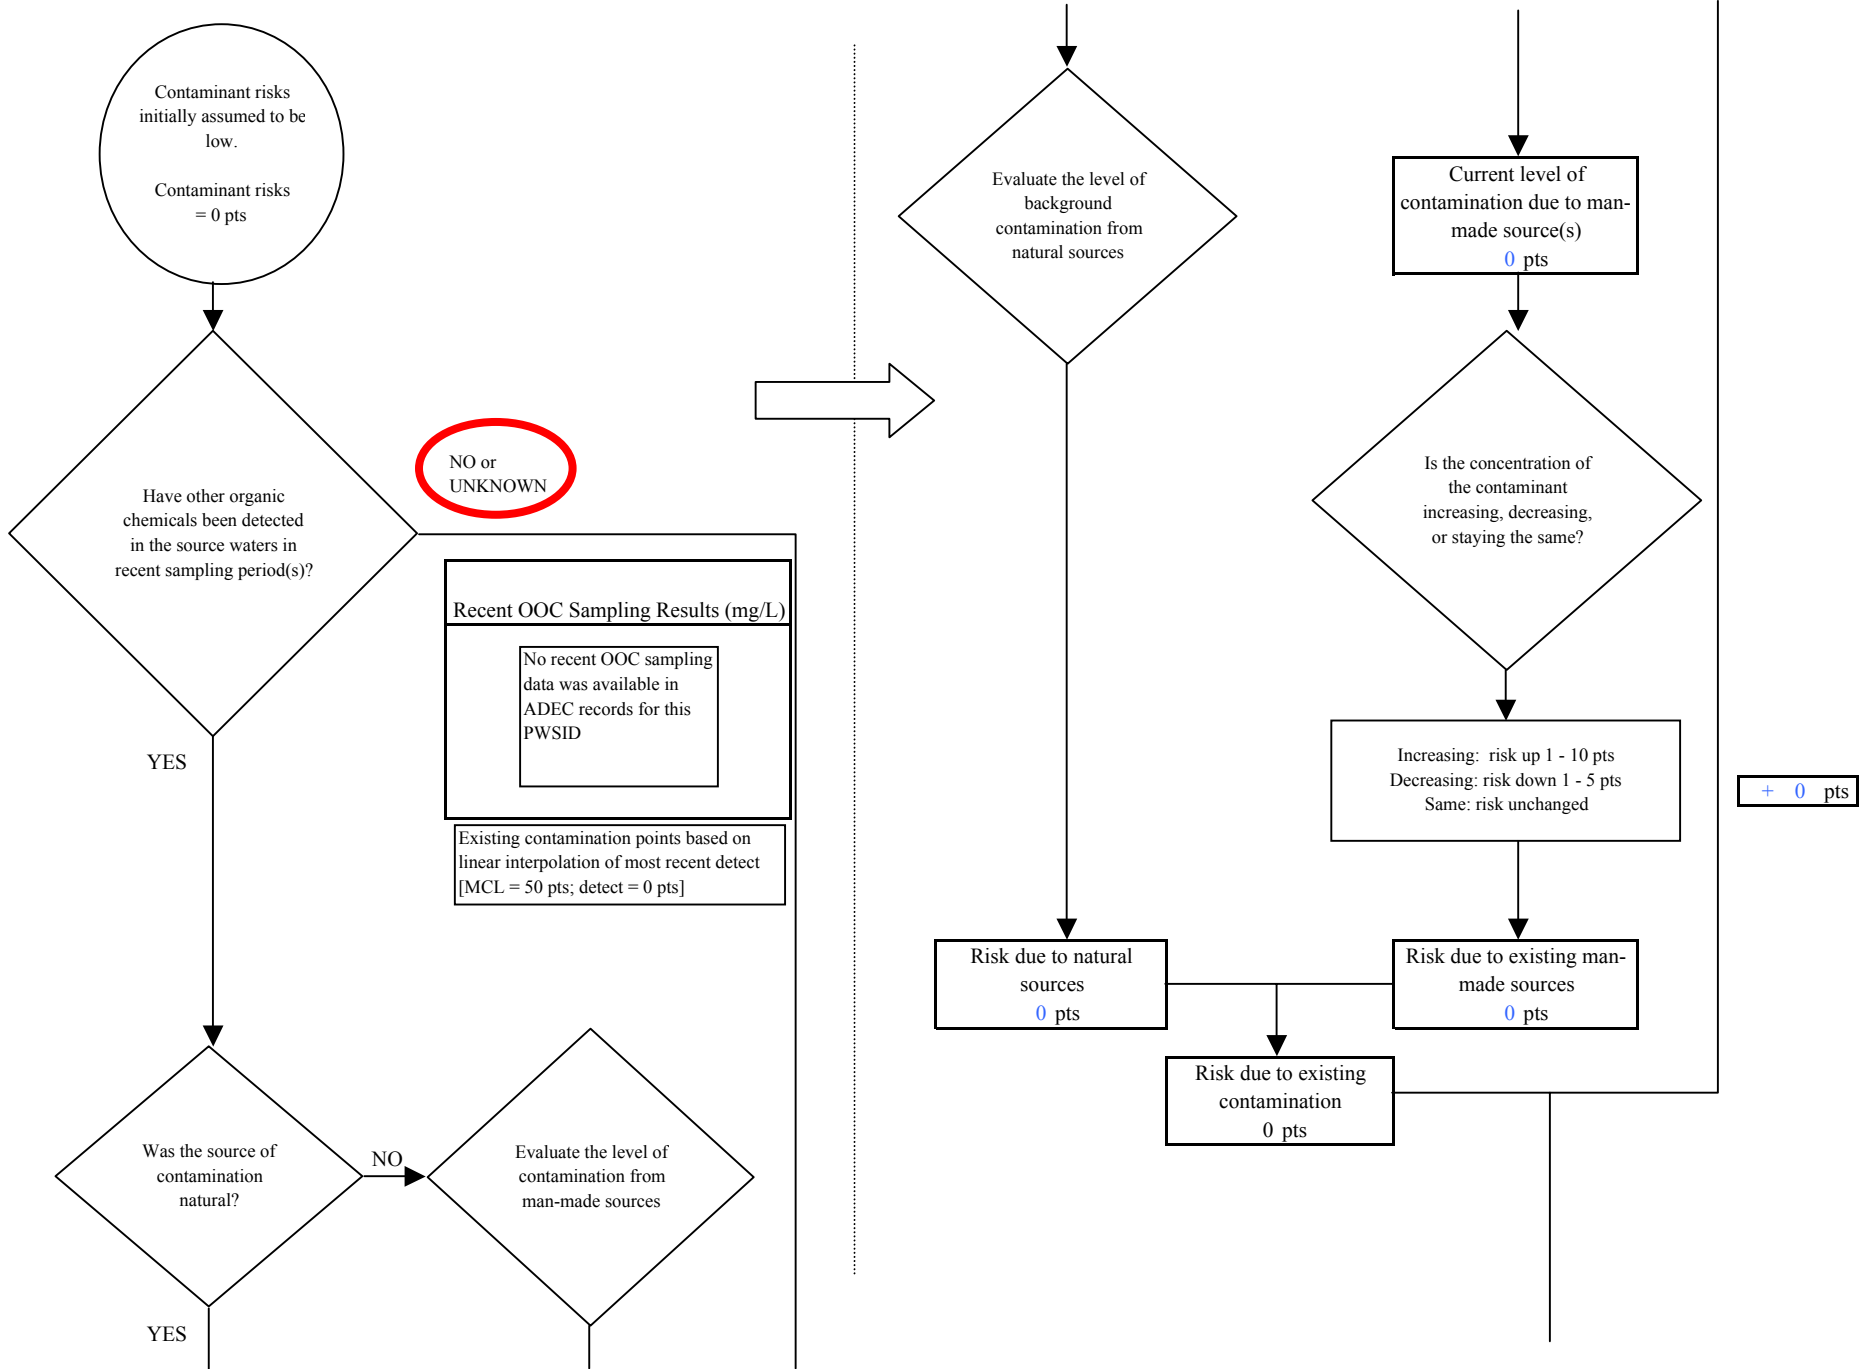 Contaminant risks
initially assumed to be
low.
Contaminant risks
= 0 pts
Have other organic
chemicals been detected
in the source waters in
recent sampling period(s)?
NO or
UNKNOWN
Recent OOC Sampling Results (mg/L)
No recent OOC sampling
data was available in
ADEC records for this
PWSID
Existing contamination points based on
linear interpolation of most recent detect
[MCL = 50 pts; detect = 0 pts]
YES
Was the source of
contamination
natural?
NO
Evaluate the level of
contamination from
man-made sources
YES
Evaluate the level of
background
contamination from
natural sources
Current level of
contamination due to man-
made source(s)
0 pts
Is the concentration of
the contaminant
increasing, decreasing,
or staying the same?
Increasing: risk up 1 - 10 pts
Decreasing: risk down 1 - 5 pts
Same: risk unchanged
+ 0 pts
Risk due to natural
sources
0 pts
Risk due to existing man-
made sources
0 pts
Risk due to existing
contamination
0 pts